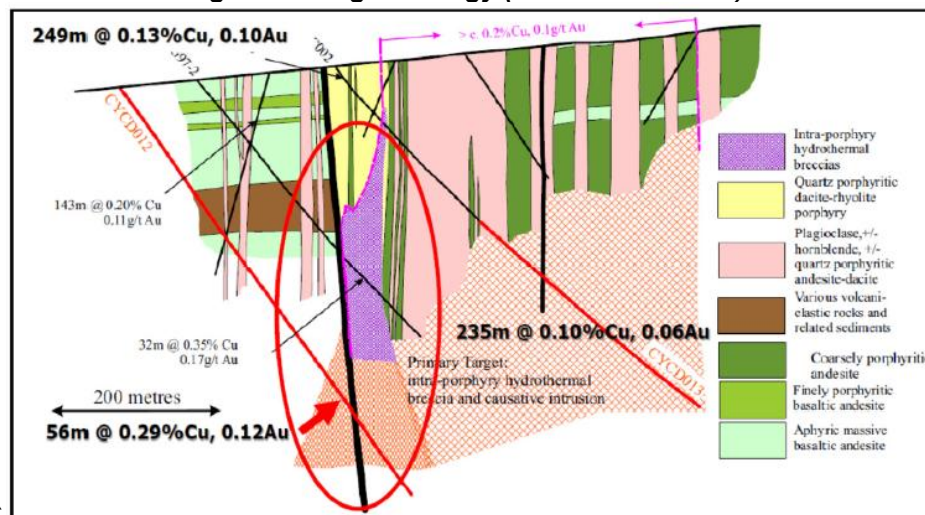 249m @ 0.13%Cu, 0.10Au
> c. 0.2%Cu, 0.1g/t Au
CYCD012
143m @ 0.20% Cu
0.11g/t Au
32m @ 0.35% Cu
0.17g/t Au
235m @ 0.10%Cu, 0.06Au
CYCD013
Primary Target:
intra-porphyry hydrothermal
breccia and causative intrusion
200 metres
56m @ 0.29%Cu, 0.12Au
Intra-porphyry
hydrothermal
breccias
Quartz porphyritic
dacite-rhyolite
porphyry
Plagioclase,+/-
hornblende, +/-
quartz porphyritic
andesite-dacite
Various volcani-
elastic rocks and
related sediments
Coarsely porphyritic
andesite
Finely porphyritic
basaltic andesite
Aphyric massive
basaltic andesite